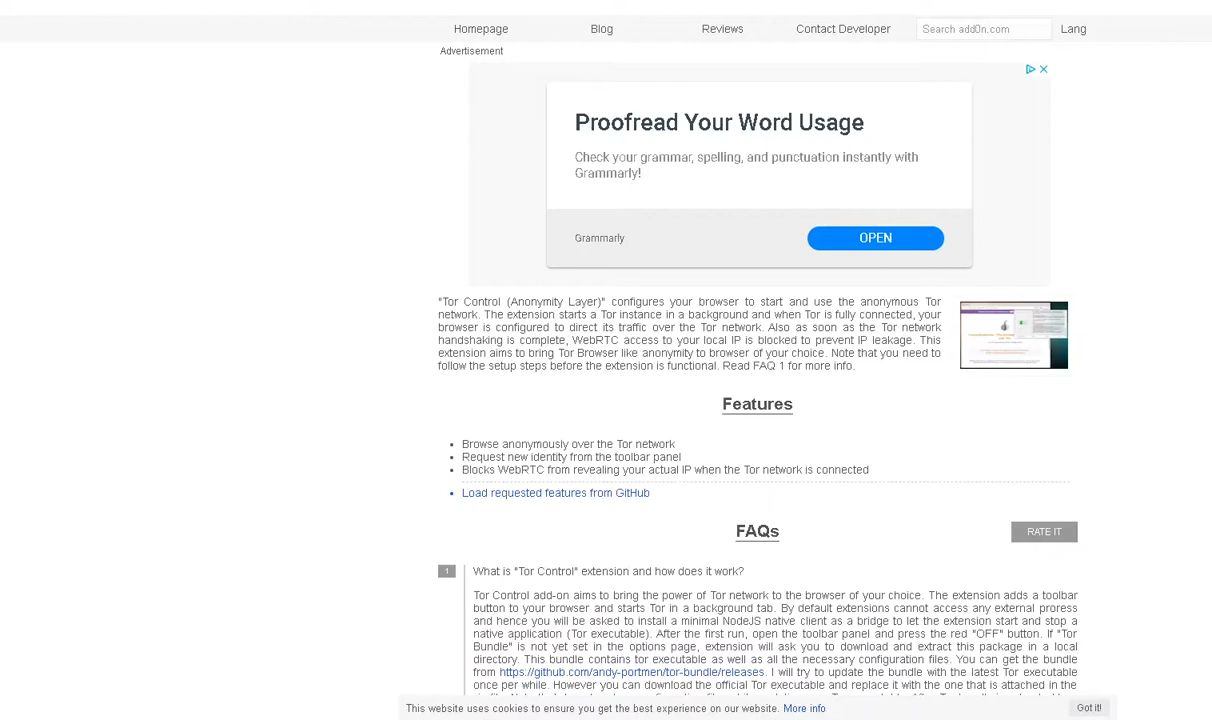 Homepage Blog Reviews Contact Developer Search add0n.com Lang
Advertisement
Proofread Your Word Usage
Check your grammar, spelling, and punctuation instantly with
Grammarly!
Grammarly OPEN
"Tor Control (Anonymity Layer)" configures your browser to start and use the anonymous Tor
network. The extension starts a Tor instance in a background and when Tor is fully connected, your
browser is configured to direct its traffic over the Tor network. Also as soon as the Tor network
handshaking is complete, WebRTC access to your local IP is blocked to prevent IP leakage. This
extension aims to bring Tor Browser like anonymity to browser of your choice. Note that you need to
follow the setup steps before the extension is functional. Read FAQ 1 for more info.
Features
• Browse anonymously over the Tor network
• Request new identity from the toolbar panel
• Blocks WebRTC from revealing your actual IP when the Tor network is connected
• Load requested features from GitHub
FAQs RATE IT
1 What is "Tor Control" extension and how does it work?
Tor Control add-on aims to bring the power of Tor network to the browser of your choice. The extension adds a toolbar
button to your browser and starts Tor in a background tab. By default extensions cannot access any external proress
and hence you will be asked to install a minimal NodeJS native client as a bridge to let the extension start and stop a
native application (Tor executable). After the first run, open the toolbar panel and press the red "OFF" button. If "Tor
Bundle" is not yet set in the options page, extension will ask you to download and extract this package in a local
directory. This bundle contains tor executable as well as all the necessary configuration files. You can get the bundle
from https://github.com/andy-portmen/tor-bundle/releases. I will try to update the bundle with the latest Tor executable
once per while. However you can download the official Tor executable and replace it with the one that is attached in the
This website uses cookies to ensure you get the best experience on our website. More info Got it!